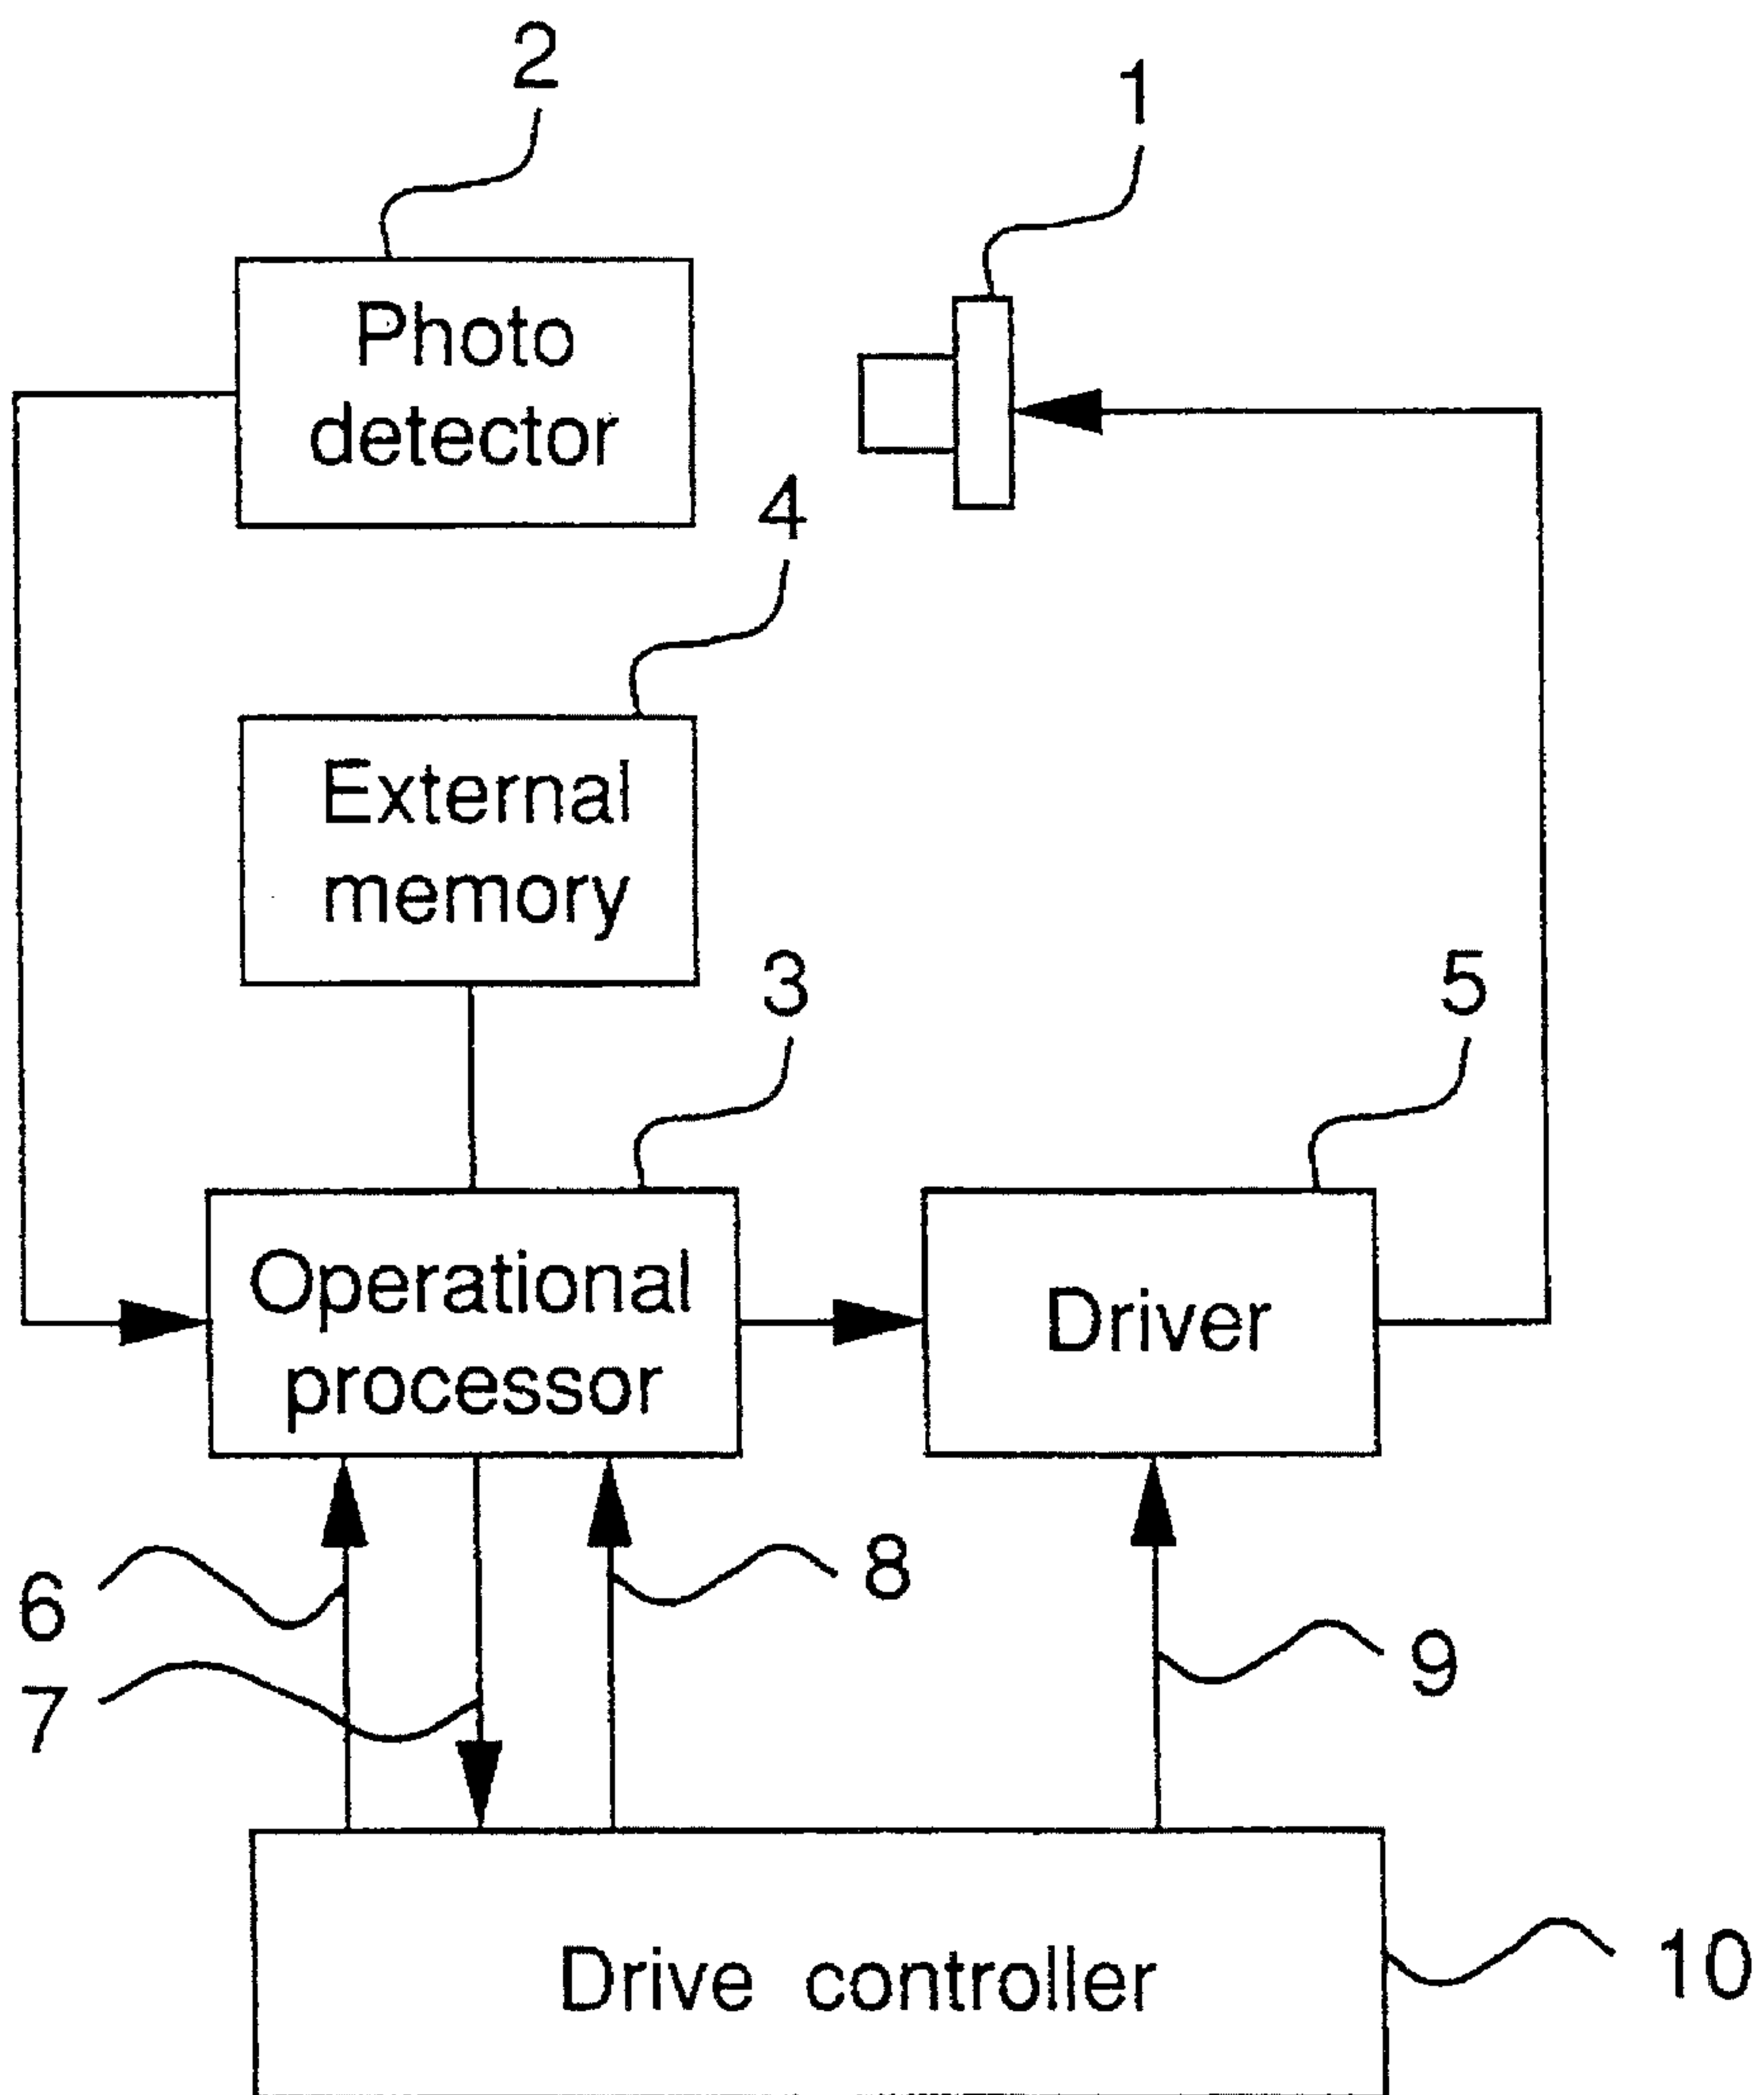 2
1
Photo
detector
4
External
memory
3
5
Operational
processor
Driver
6
8
9
7
Drive controller
10